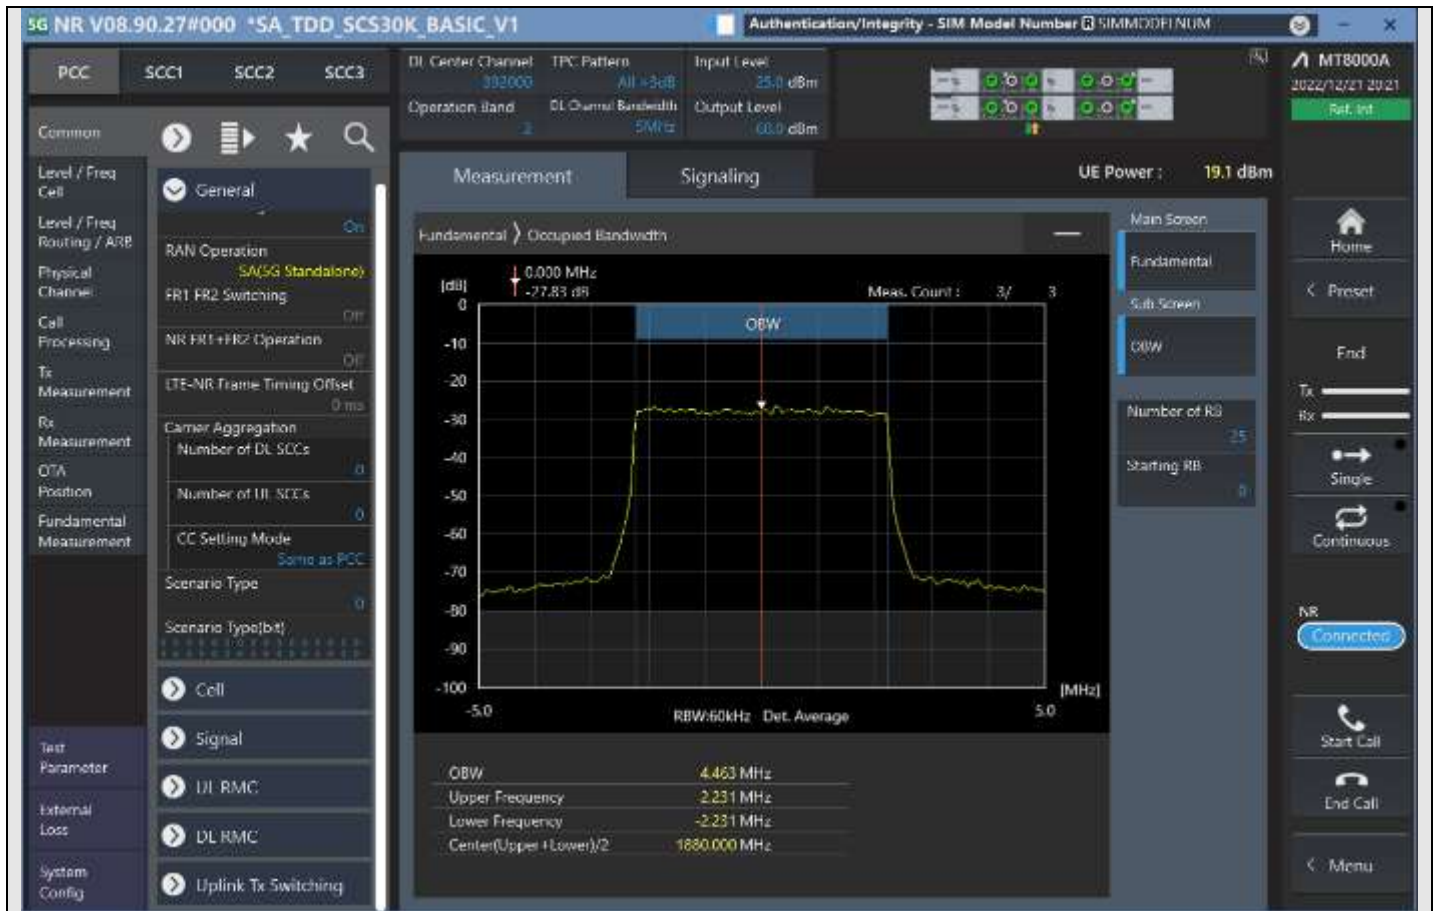 5G NR V08.90.27#000 *SA_TDD_SCS30K_BASIC_V1
Authentication/Integrity - SIM Model Number R SIMMODELNUM
PCC SCC1 SCC2 SCC3
DL Center Channel TPC Pattern Input Level
All +3dB 25.0 dBm
Operation Band DL Channel Bandwidth Output Level
2 5MHz 60.0 dBm
MT8000A
2022/12/21 20:21
Ref. Int
Common
Level / Freq
Cell
Level / Freq
Routing / ARB
Physical
Channel
Call
Processing
Tx
Measurement
Rx
Measurement
OTA
Position
Fundamental
Measurement
Test
Parameter
External
Loss
System
Config
General
On
RAN Operation
SA(5G Standalone)
FR1 FR2 Switching
Off
NR FR1+FR2 Operation
Off
LTE-NR Frame Timing Offset
0 ms
Carrier Aggregation
Number of DL SCCs
0
Number of UL SCCs
0
CC Setting Mode
Same as PCC
Scenario Type
0
Scenario Type(bit)
Cell
Signal
UL RMC
DL RMC
Uplink Tx Switching
Measurement Signaling
UE Power : 19.1 dBm
Fundamental Occupied Bandwidth
0.000 MHz
-27.83 dB
Meas. Count : 3/ 3
[dB]
0
-10
-20
-30
-40
-50
-60
-70
-80
-90
-100
OBW
-5.0 5.0
[MHz]
RBW:60kHz Det. Average
OBW 4.463 MHz
Upper Frequency 2.231 MHz
Lower Frequency -2.231 MHz
Center(Upper+Lower)/2 1880.000 MHz
Main Screen
Fundamental
Sub Screen
OBW
Number of RB
25
Starting RB
0
Home
Preset
End
Tx
Rx
Single
Continuous
NR
Connected
Start Call
End Call
Menu